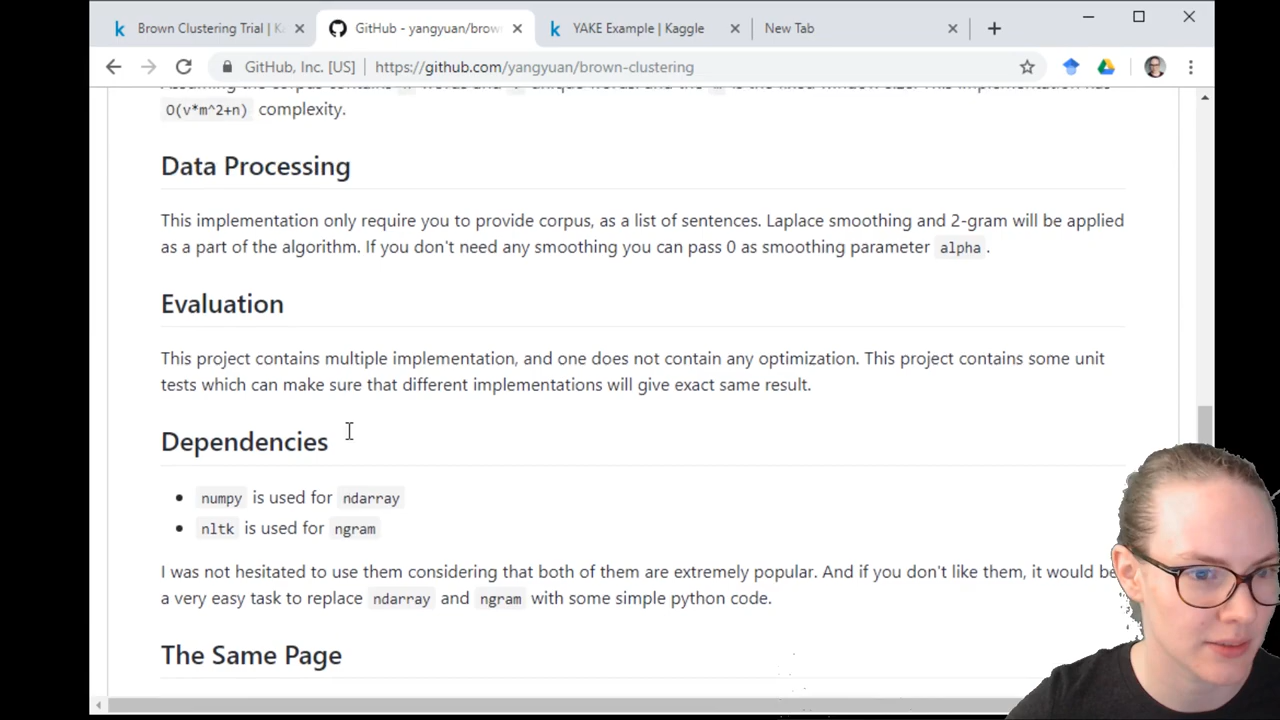 Brown Clustering Trial | Ka
GitHub - yangyuan/brown
YAKE Example | Kaggle
New Tab
GitHub, Inc. [US] | https://github.com/yangyuan/brown-clustering
O(v*m^2+n) complexity.
Data Processing
This implementation only require you to provide corpus, as a list of sentences. Laplace smoothing and 2-gram will be applied
as a part of the algorithm. If you don't need any smoothing you can pass 0 as smoothing parameter alpha.
Evaluation
This project contains multiple implementation, and one does not contain any optimization. This project contains some unit
tests which can make sure that different implementations will give exact same result.
Dependencies
numpy is used for ndarray
nltk is used for ngram
I was not hesitated to use them considering that both of them are extremely popular. And if you don't like them, it would be
a very easy task to replace ndarray and ngram with some simple python code.
The Same Page